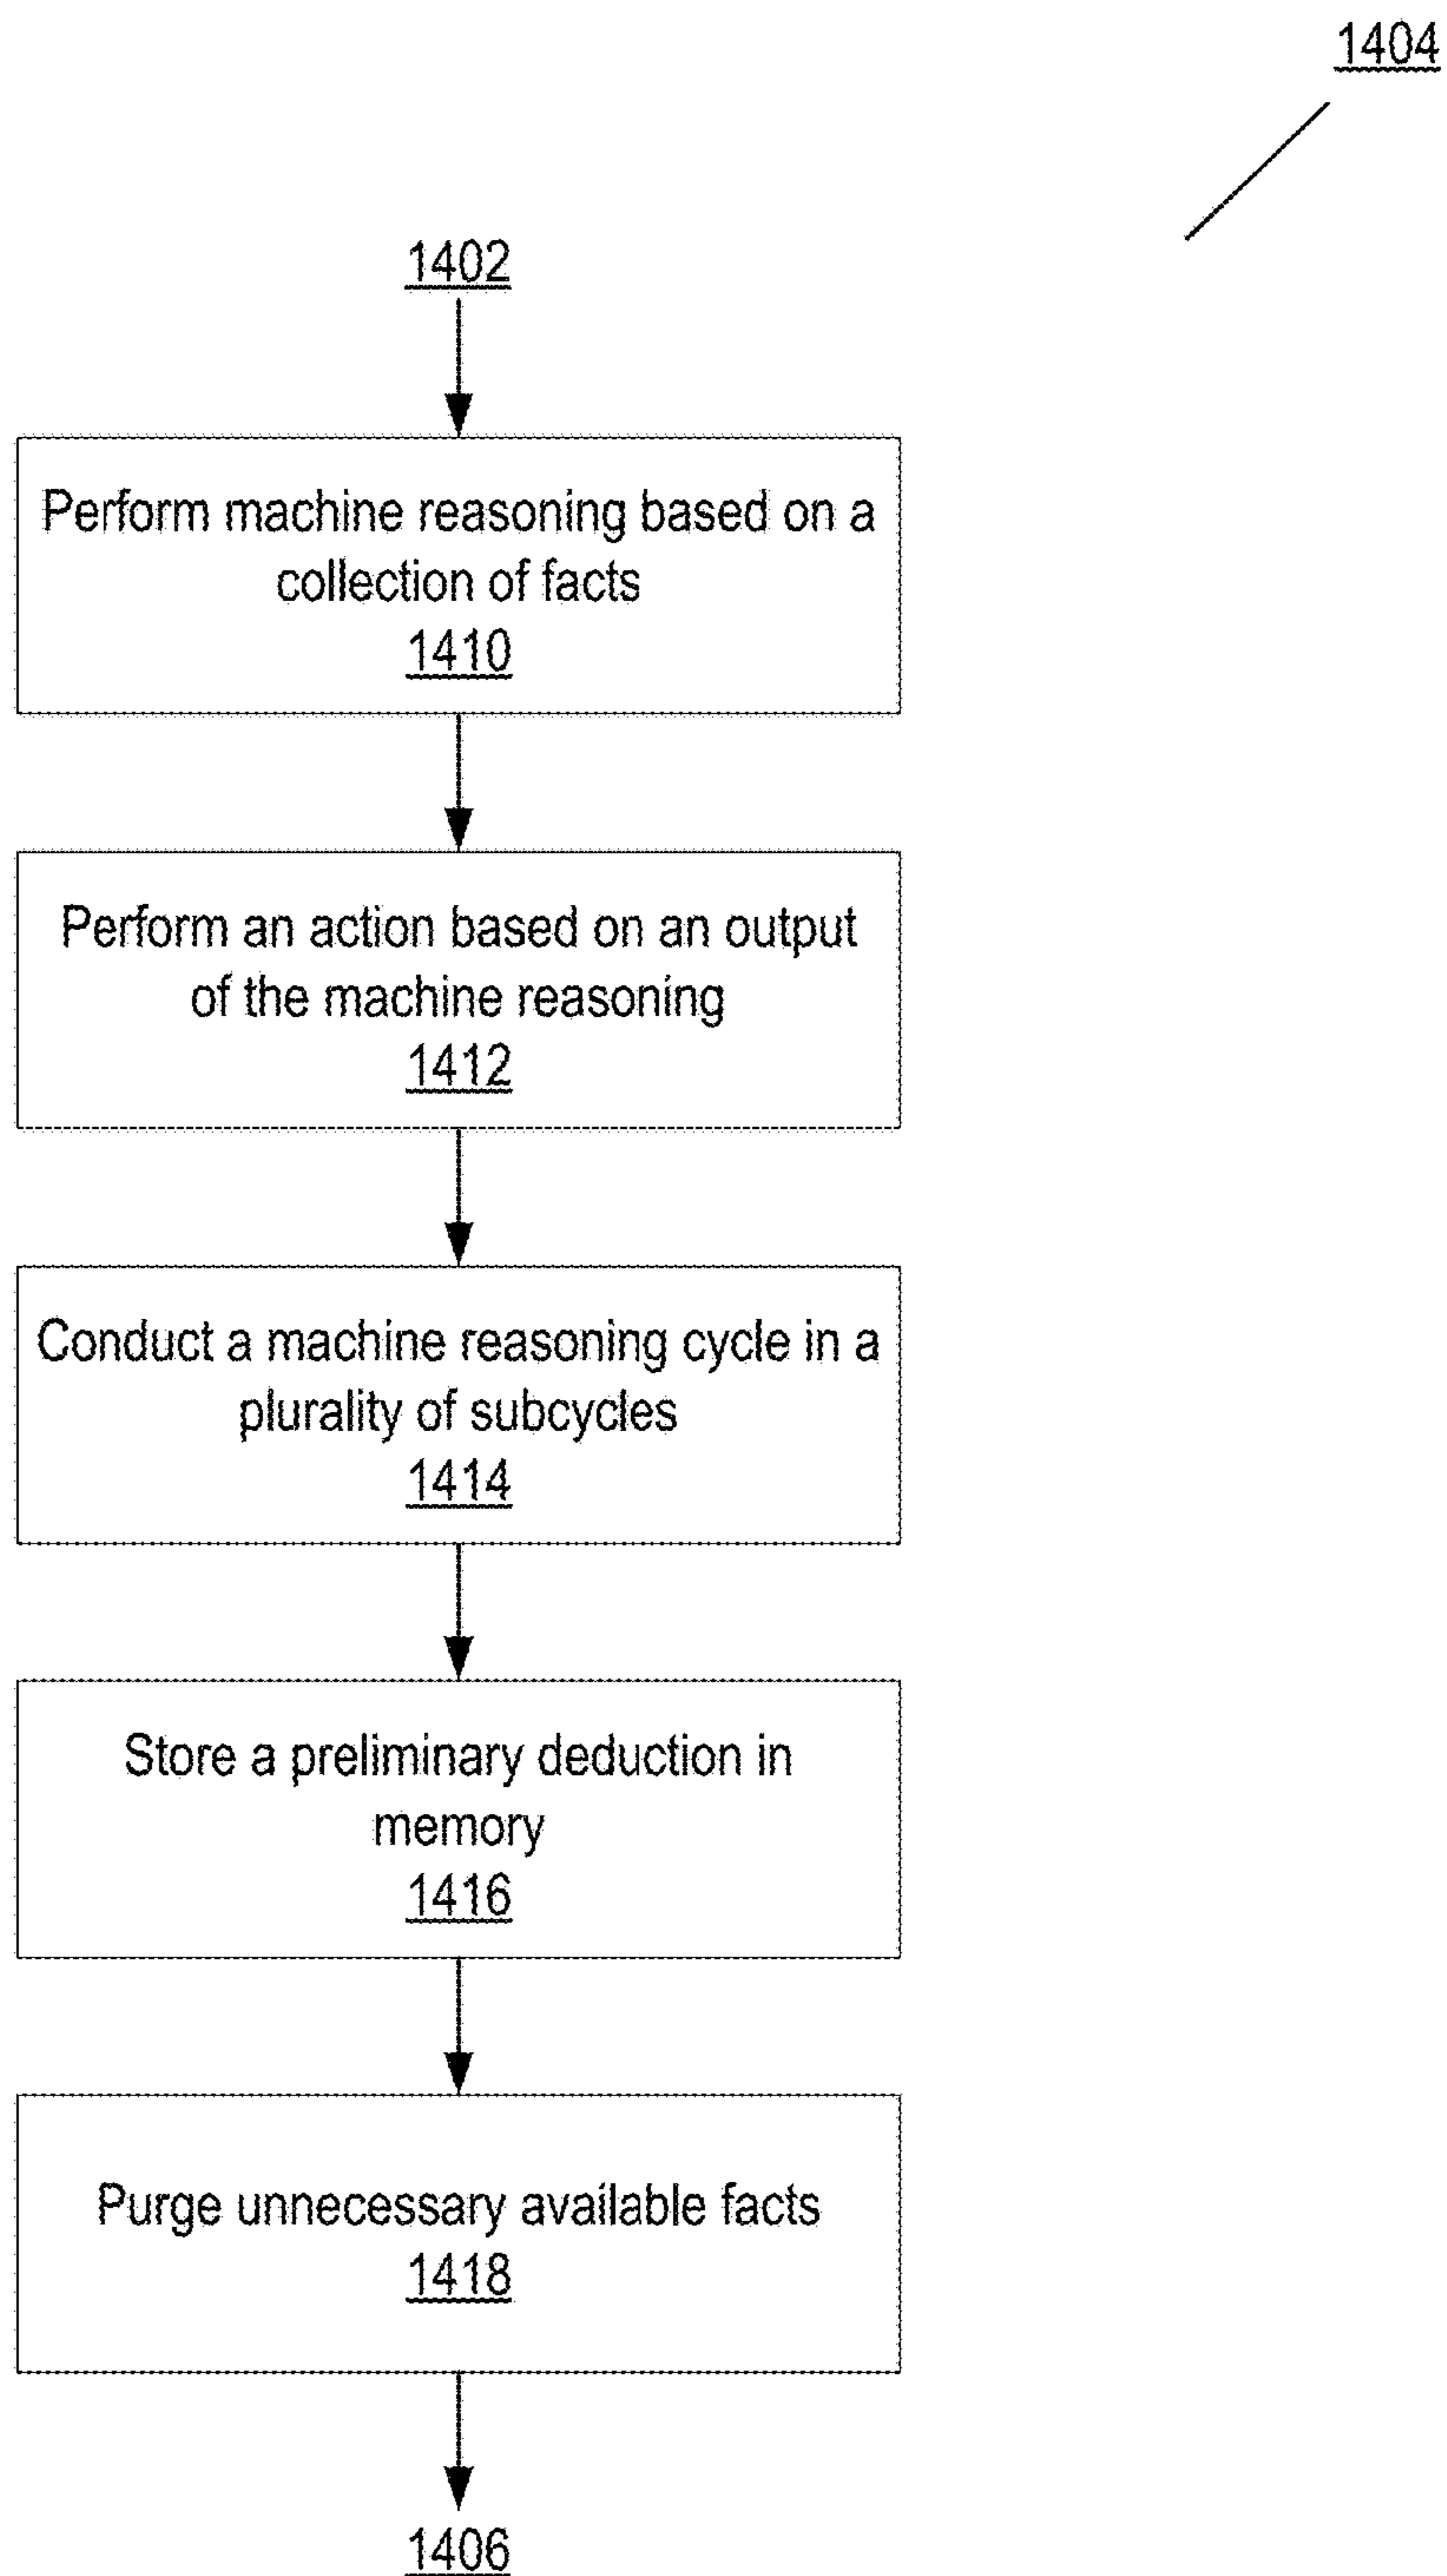 1404
1402
Perform machine reasoning based on a
collection of facts
1410
Perform an action based on an output
of the machine reasoning
1412
Conduct a machine reasoning cycle in a
plurality of subcycles
1414
Store a preliminary deduction in
memory
1416
Purge unnecessary available facts
1418
1406